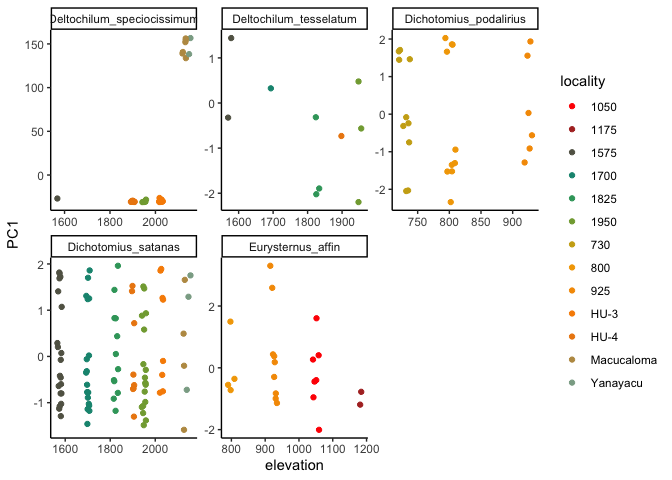 Deltochilum_speciocissimum
Deltochilum_tesselatum
Dichotomius_podalirius
150
100
50
0
1600 1800 2000
1
0
-1
-2
1600 1700 1800 1900
2
1
0
-1
-2
750 800 850 900
Dichotomius_satanas
Eurysternus_affin
2
1
0
-1
1600 1800 2000
2
0
-2
800 900 1000 1100 1200
PC1
elevation
locality
1050
1175
1575
1700
1825
1950
730
800
925
HU-3
HU-4
Macucaloma
Yanayacu